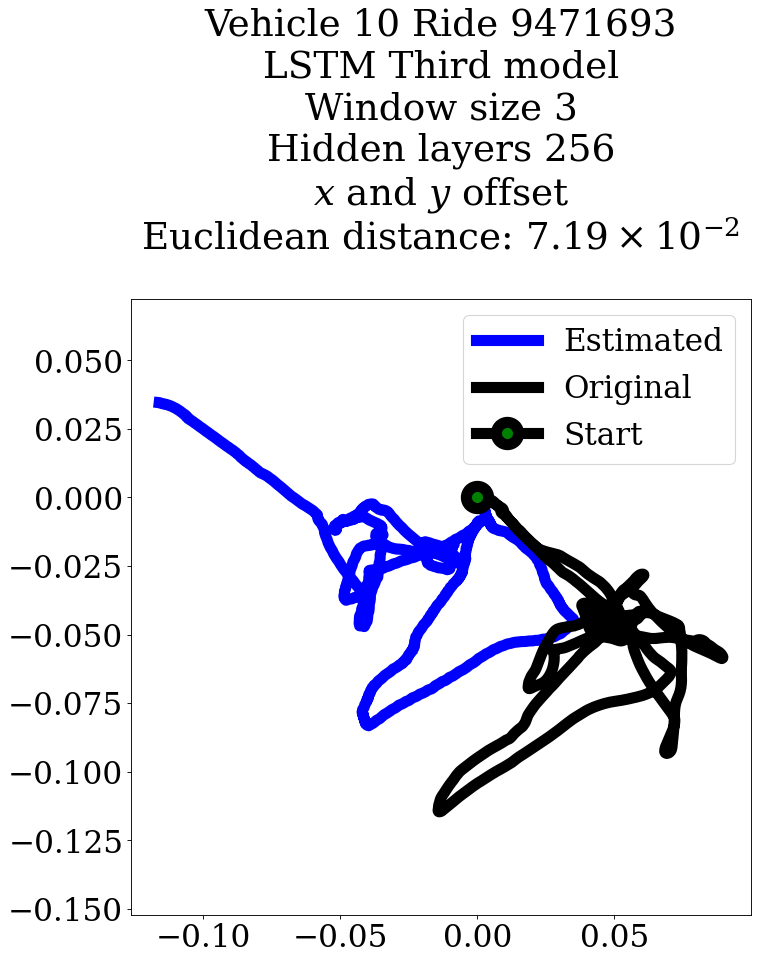 Vehicle 10 Ride 9471693
LSTM Third model
Window size 3
Hidden layers 256
x and y offset
Euclidean distance: 7.19 × 10⁻²
Estimated
Original
Start
0.050
0.025
0.000
−0.025
−0.050
−0.075
−0.100
−0.125
−0.150
−0.10 −0.05 0.00 0.05